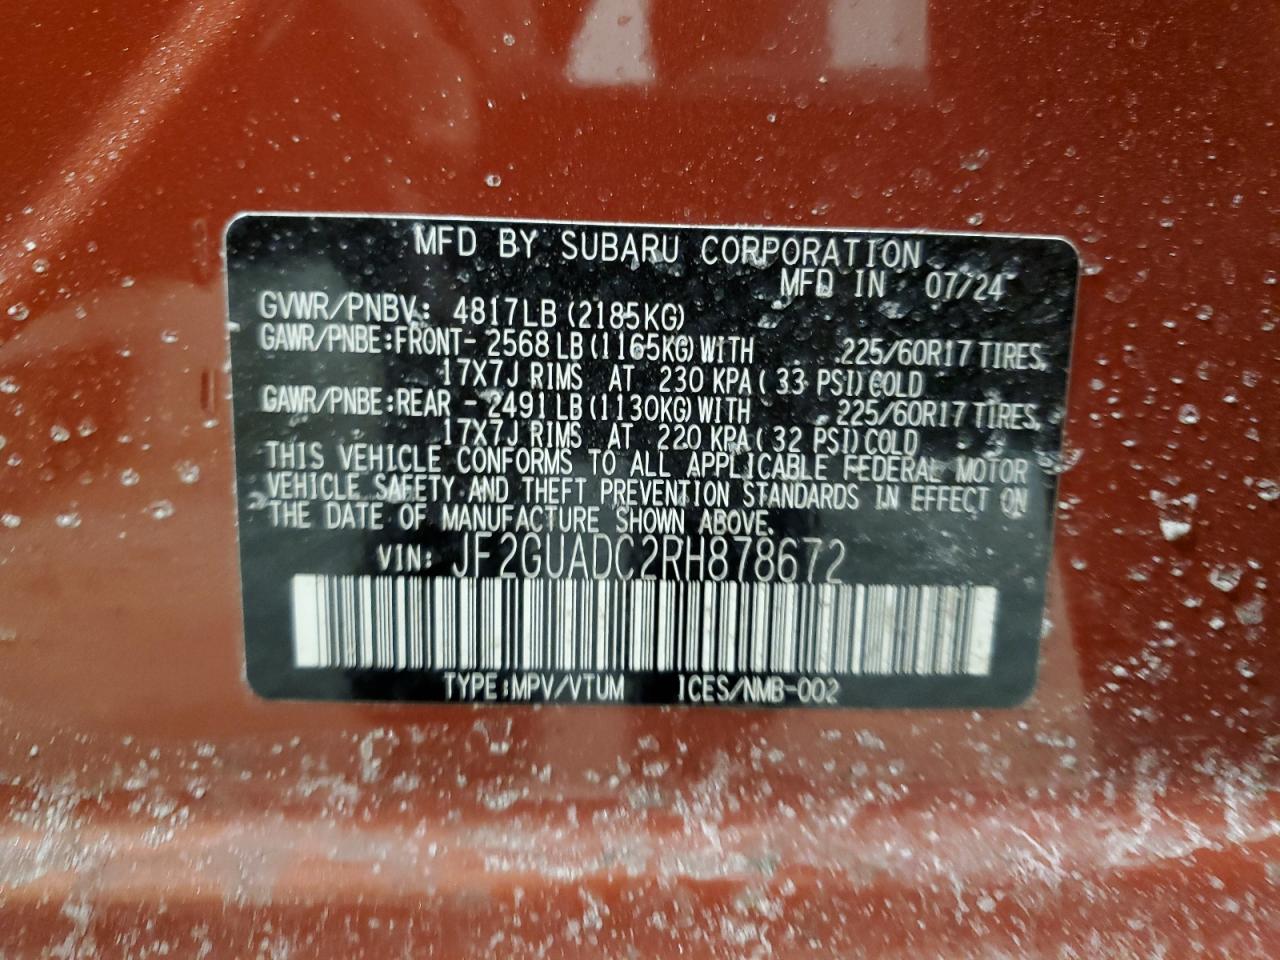 MFD BY SUBARU CORPORATION
MFD IN 07/24
GVWR/PNBV: 4817LB (2185KG)
GAWR/PNBE:FRONT- 2568 LB (1165KG) WITH 225/60R17 TIRES,
17X7J RIMS AT 230 KPA ( 33 PSI) COLD
GAWR/PNBE:REAR - 2491 LB (1130KG) WITH 225/60R17 TIRES,
17X7J RIMS AT 220 KPA ( 32 PSI) COLD
THIS VEHICLE CONFORMS TO ALL APPLICABLE FEDERAL MOTOR
VEHICLE SAFETY AND THEFT PREVENTION STANDARDS IN EFFECT ON
THE DATE OF MANUFACTURE SHOWN ABOVE.
VIN: JF2GUADC2RH878672
TYPE:MPV/VTUM ICES/NMB-002